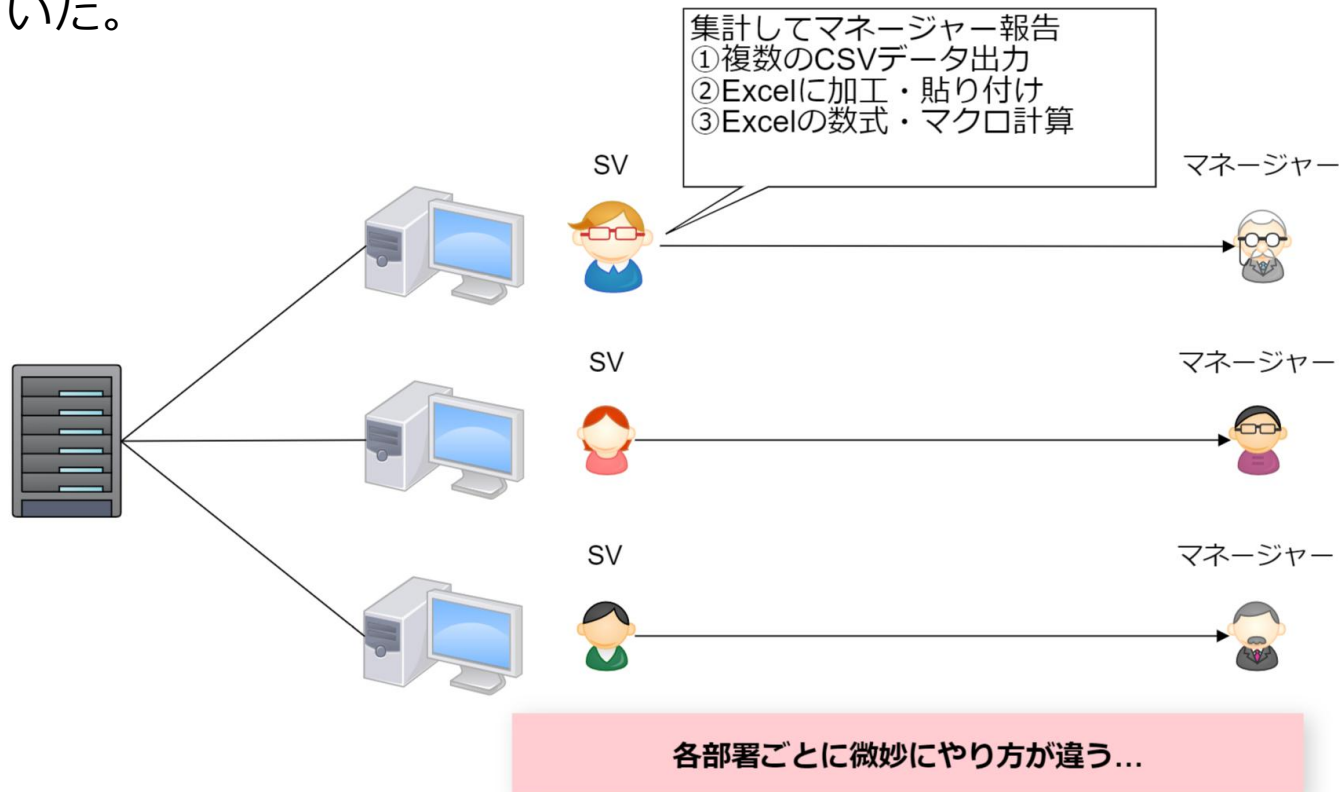 いた。
集計してマネージャー報告
①複数のCSVデータ出力
②Excelに加工・貼り付け
③Excelの数式・マクロ計算
SV
マネージャー
SV
マネージャー
SV
マネージャー
各部署ごとに微妙にやり方が違う…